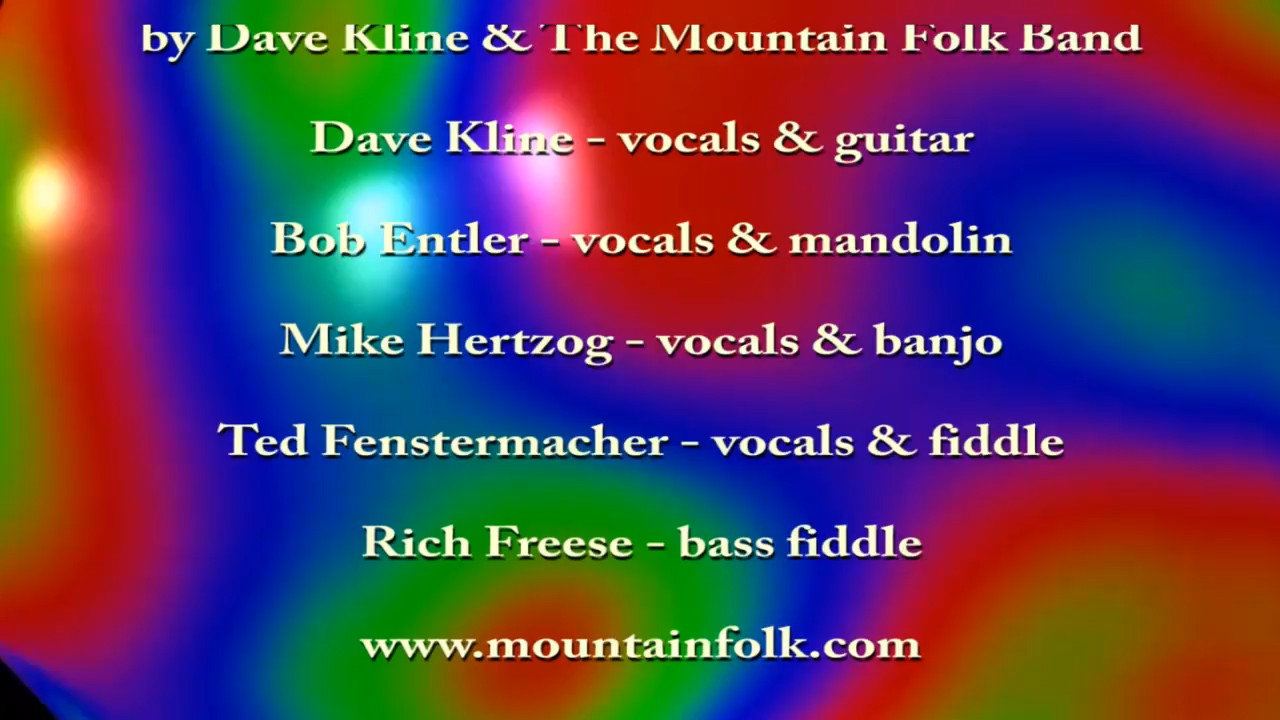 by Dave Kline & The Mountain Folk Band
Dave Kline - vocals & guitar
Bob Entler - vocals & mandolin
Mike Hertzog - vocals & banjo
Ted Fenstermacher - vocals & fiddle
Rich Freese - bass fiddle
www.mountainfolk.com